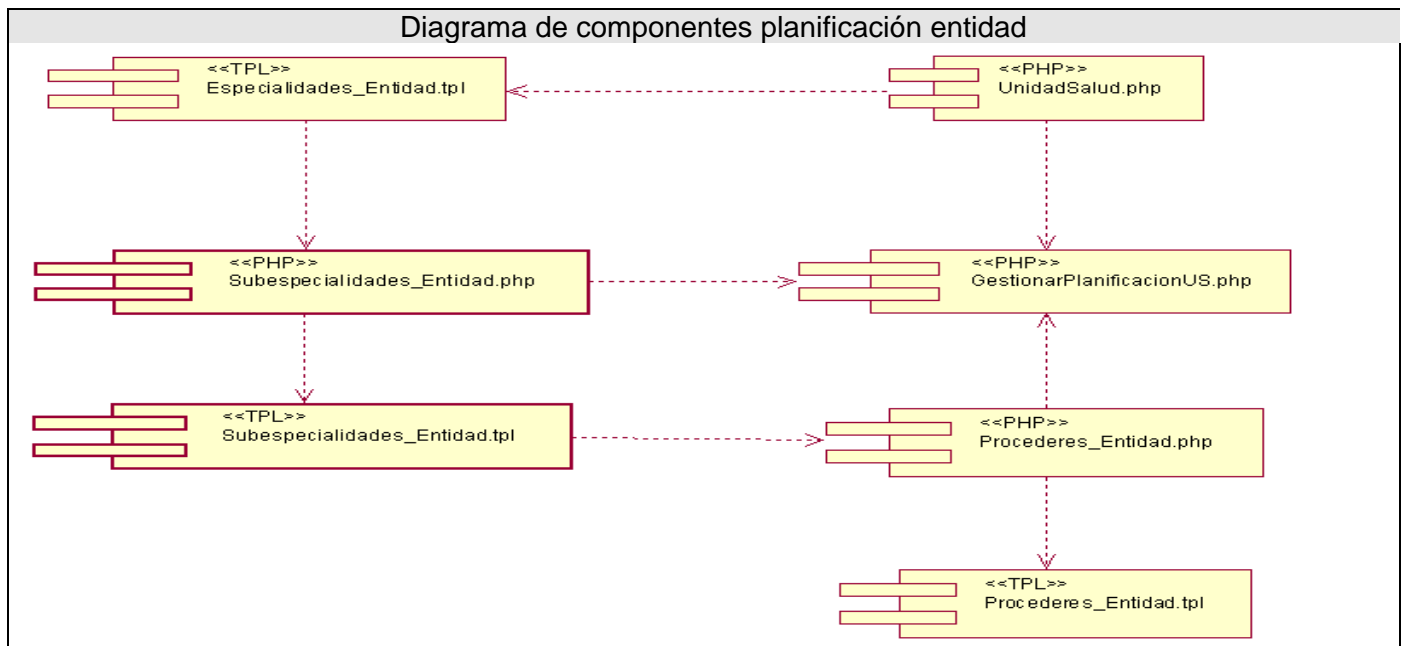 Diagrama de componentes planificación entidad
<<TPL>>
Especialidades_Entidad.tpl
<<PHP>>
UnidadSalud.php
<<PHP>>
Subespecialidades_Entidad.php
<<PHP>>
GestionarPlanificacionUS.php
<<TPL>>
Subespecialidades_Entidad.tpl
<<PHP>>
Procederes_Entidad.php
<<TPL>>
Procederes_Entidad.tpl